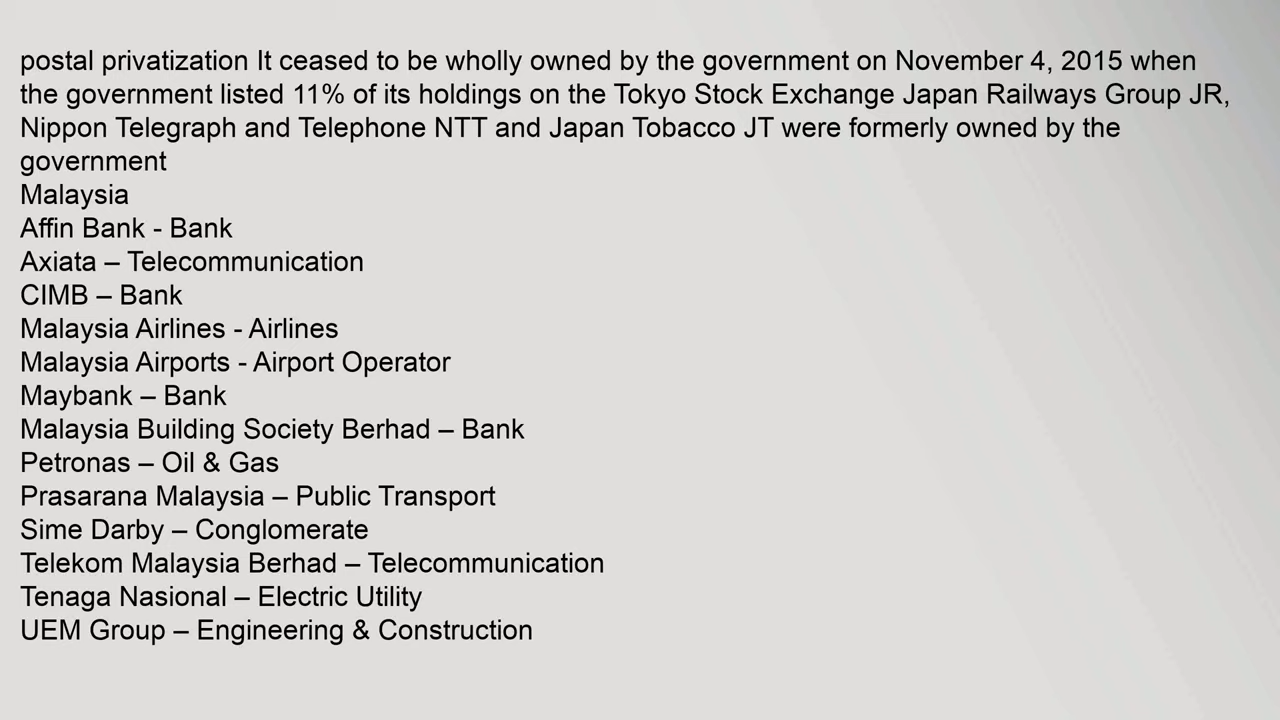 postal privatization It ceased to be wholly owned by the government on November 4, 2015 when
the government listed 11% of its holdings on the Tokyo Stock Exchange Japan Railways Group JR,
Nippon Telegraph and Telephone NTT and Japan Tobacco JT were formerly owned by the
government
Malaysia
Affin Bank - Bank
Axiata – Telecommunication
CIMB – Bank
Malaysia Airlines - Airlines
Malaysia Airports - Airport Operator
Maybank – Bank
Malaysia Building Society Berhad – Bank
Petronas – Oil & Gas
Prasarana Malaysia – Public Transport
Sime Darby – Conglomerate
Telekom Malaysia Berhad – Telecommunication
Tenaga Nasional – Electric Utility
UEM Group – Engineering & Construction